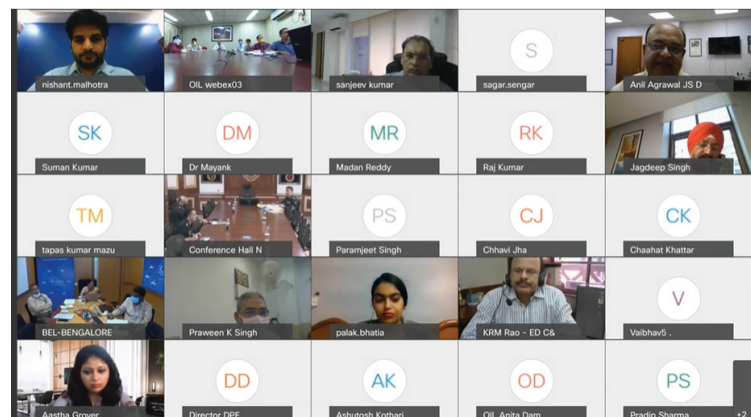 nishant.malhotra
OIL webex03
sanjeev kumar
S
sagar.sengar
Anil Agrawal JS D
SK
Suman Kumar
DM
Dr Mayank
MR
Madan Reddy
RK
Raj Kumar
Jagdeep Singh
TM
tapas kumar mazu
Conference Hall N
PS
Paramjeet Singh
CJ
Chhavi Jha
CK
Chaahat Khattar
BEL-BENGALORE
Praween K Singh
palak.bhatia
KRM Rao - ED C&
V
Vaibhav5 .
Aastha Grover
DD
Director DPE
AK
Ashutosh Kothari
OD
OIL Anita Dam
PS
Pradip Sharma
+2